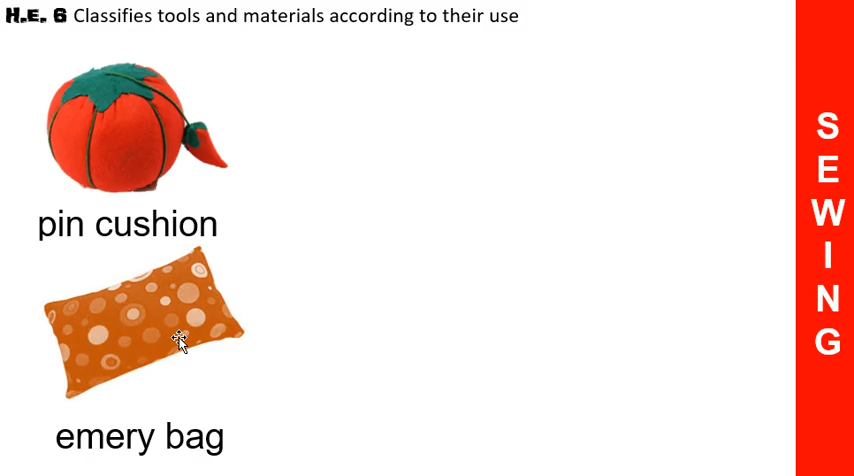 H.E. 6 Classifies tools and materials according to their use
pin cushion
emery bag
S
E
W
I
N
G